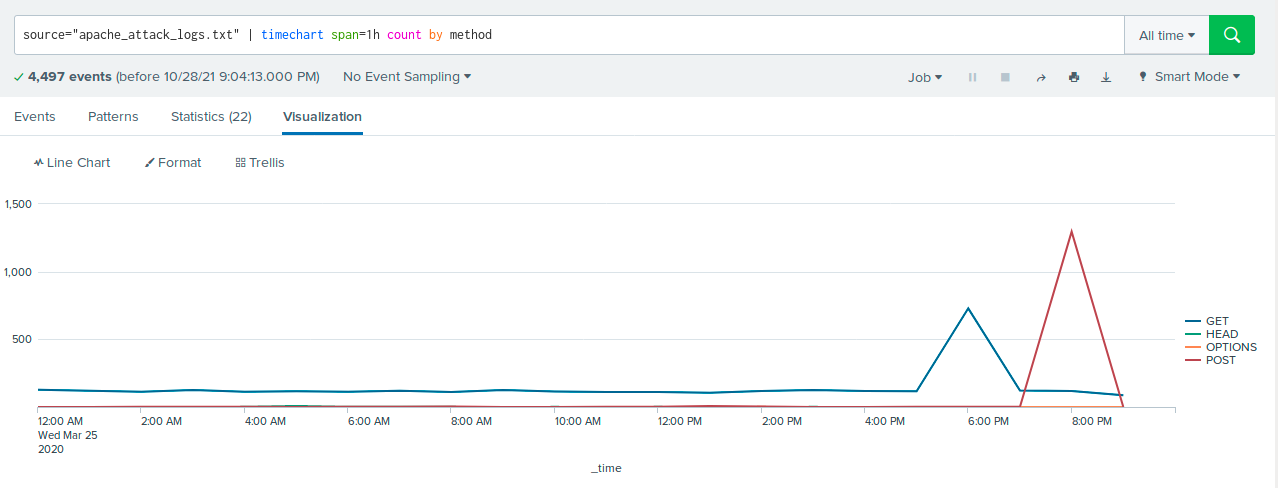 source="apache_attack_logs.txt" | timechart span=1h count by method
All time
4,497 events (before 10/28/21 9:04:13.000 PM)
No Event Sampling
Job
Smart Mode
Events
Patterns
Statistics (22)
Visualization
Line Chart
Format
Trellis
1,500
1,000
500
GET
HEAD
OPTIONS
POST
12:00 AM
Wed Mar 25
2020
2:00 AM
4:00 AM
6:00 AM
8:00 AM
10:00 AM
12:00 PM
2:00 PM
4:00 PM
6:00 PM
8:00 PM
_time